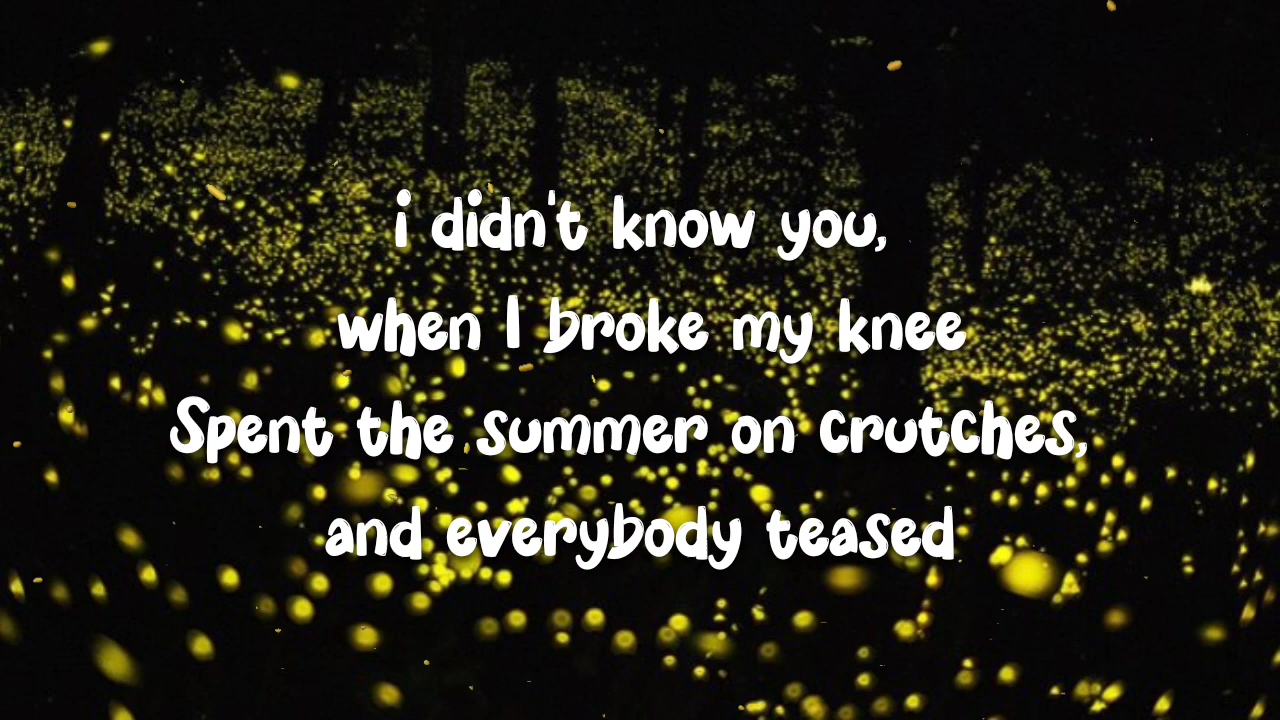 i didn't know you,
when I broke my knee
Spent the summer on crutches,
and everybody teased